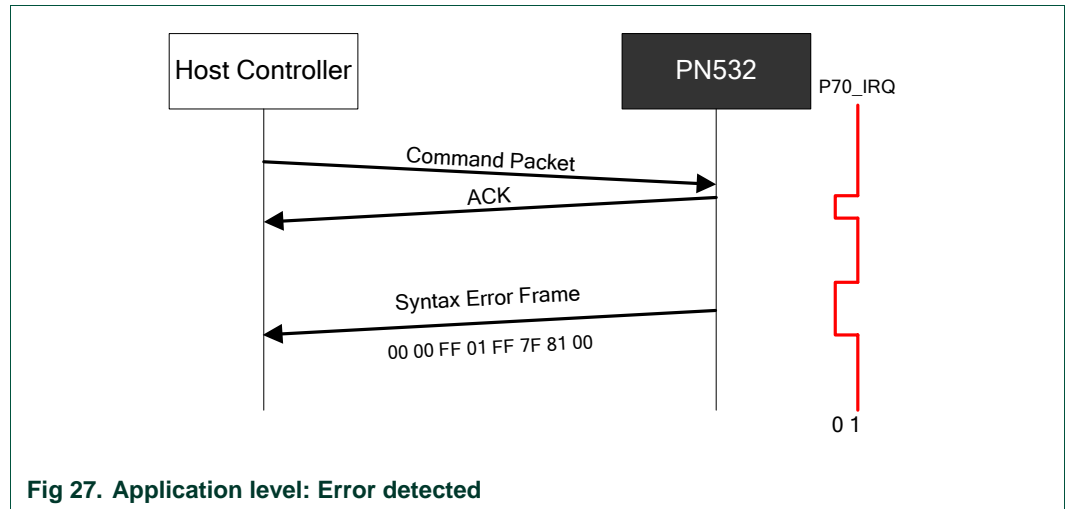 Host Controller
PN532
P70_IRQ
Command Packet
ACK
Syntax Error Frame
00 00 FF 01 FF 7F 81 00
0 1
Fig 27. Application level: Error detected